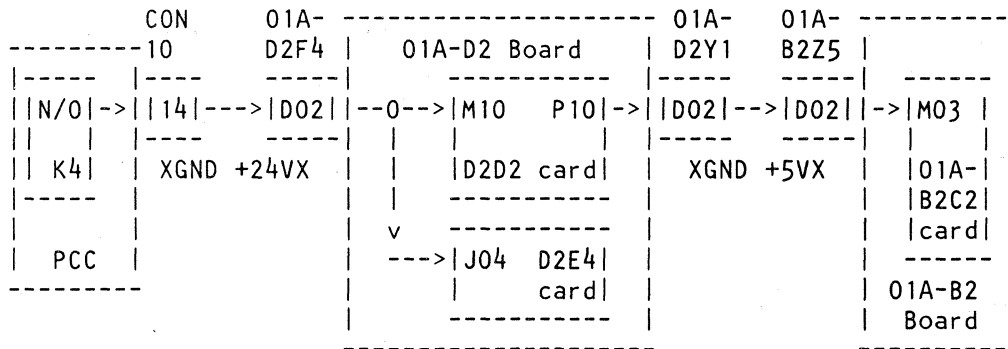 CON 01A- ------------------- 01A- 01A- ---------
---------10 D2F4 | 01A-D2 Board | D2Y1 B2Z5 |
|----- | ---- ----- | ----------- | ---- ----- | ------
||N/O|->||14|--->|D02||--O-->|M10 P10|->||D02|-->|D02||->|M03 |
|| | | ---- ----- | | | | | ---- ----- | | |
|| K4| | XGND +24VX | | |D2D2 card| | XGND +5VX | |01A-|
|----- | | | ----------- | | |B2C2|
| | | v ----------- | | |card|
| PCC | | --->|J04 D2E4| | | ------
--------- | | card| | | 01A-B2
| ----------- | | Board
------------------- ---------